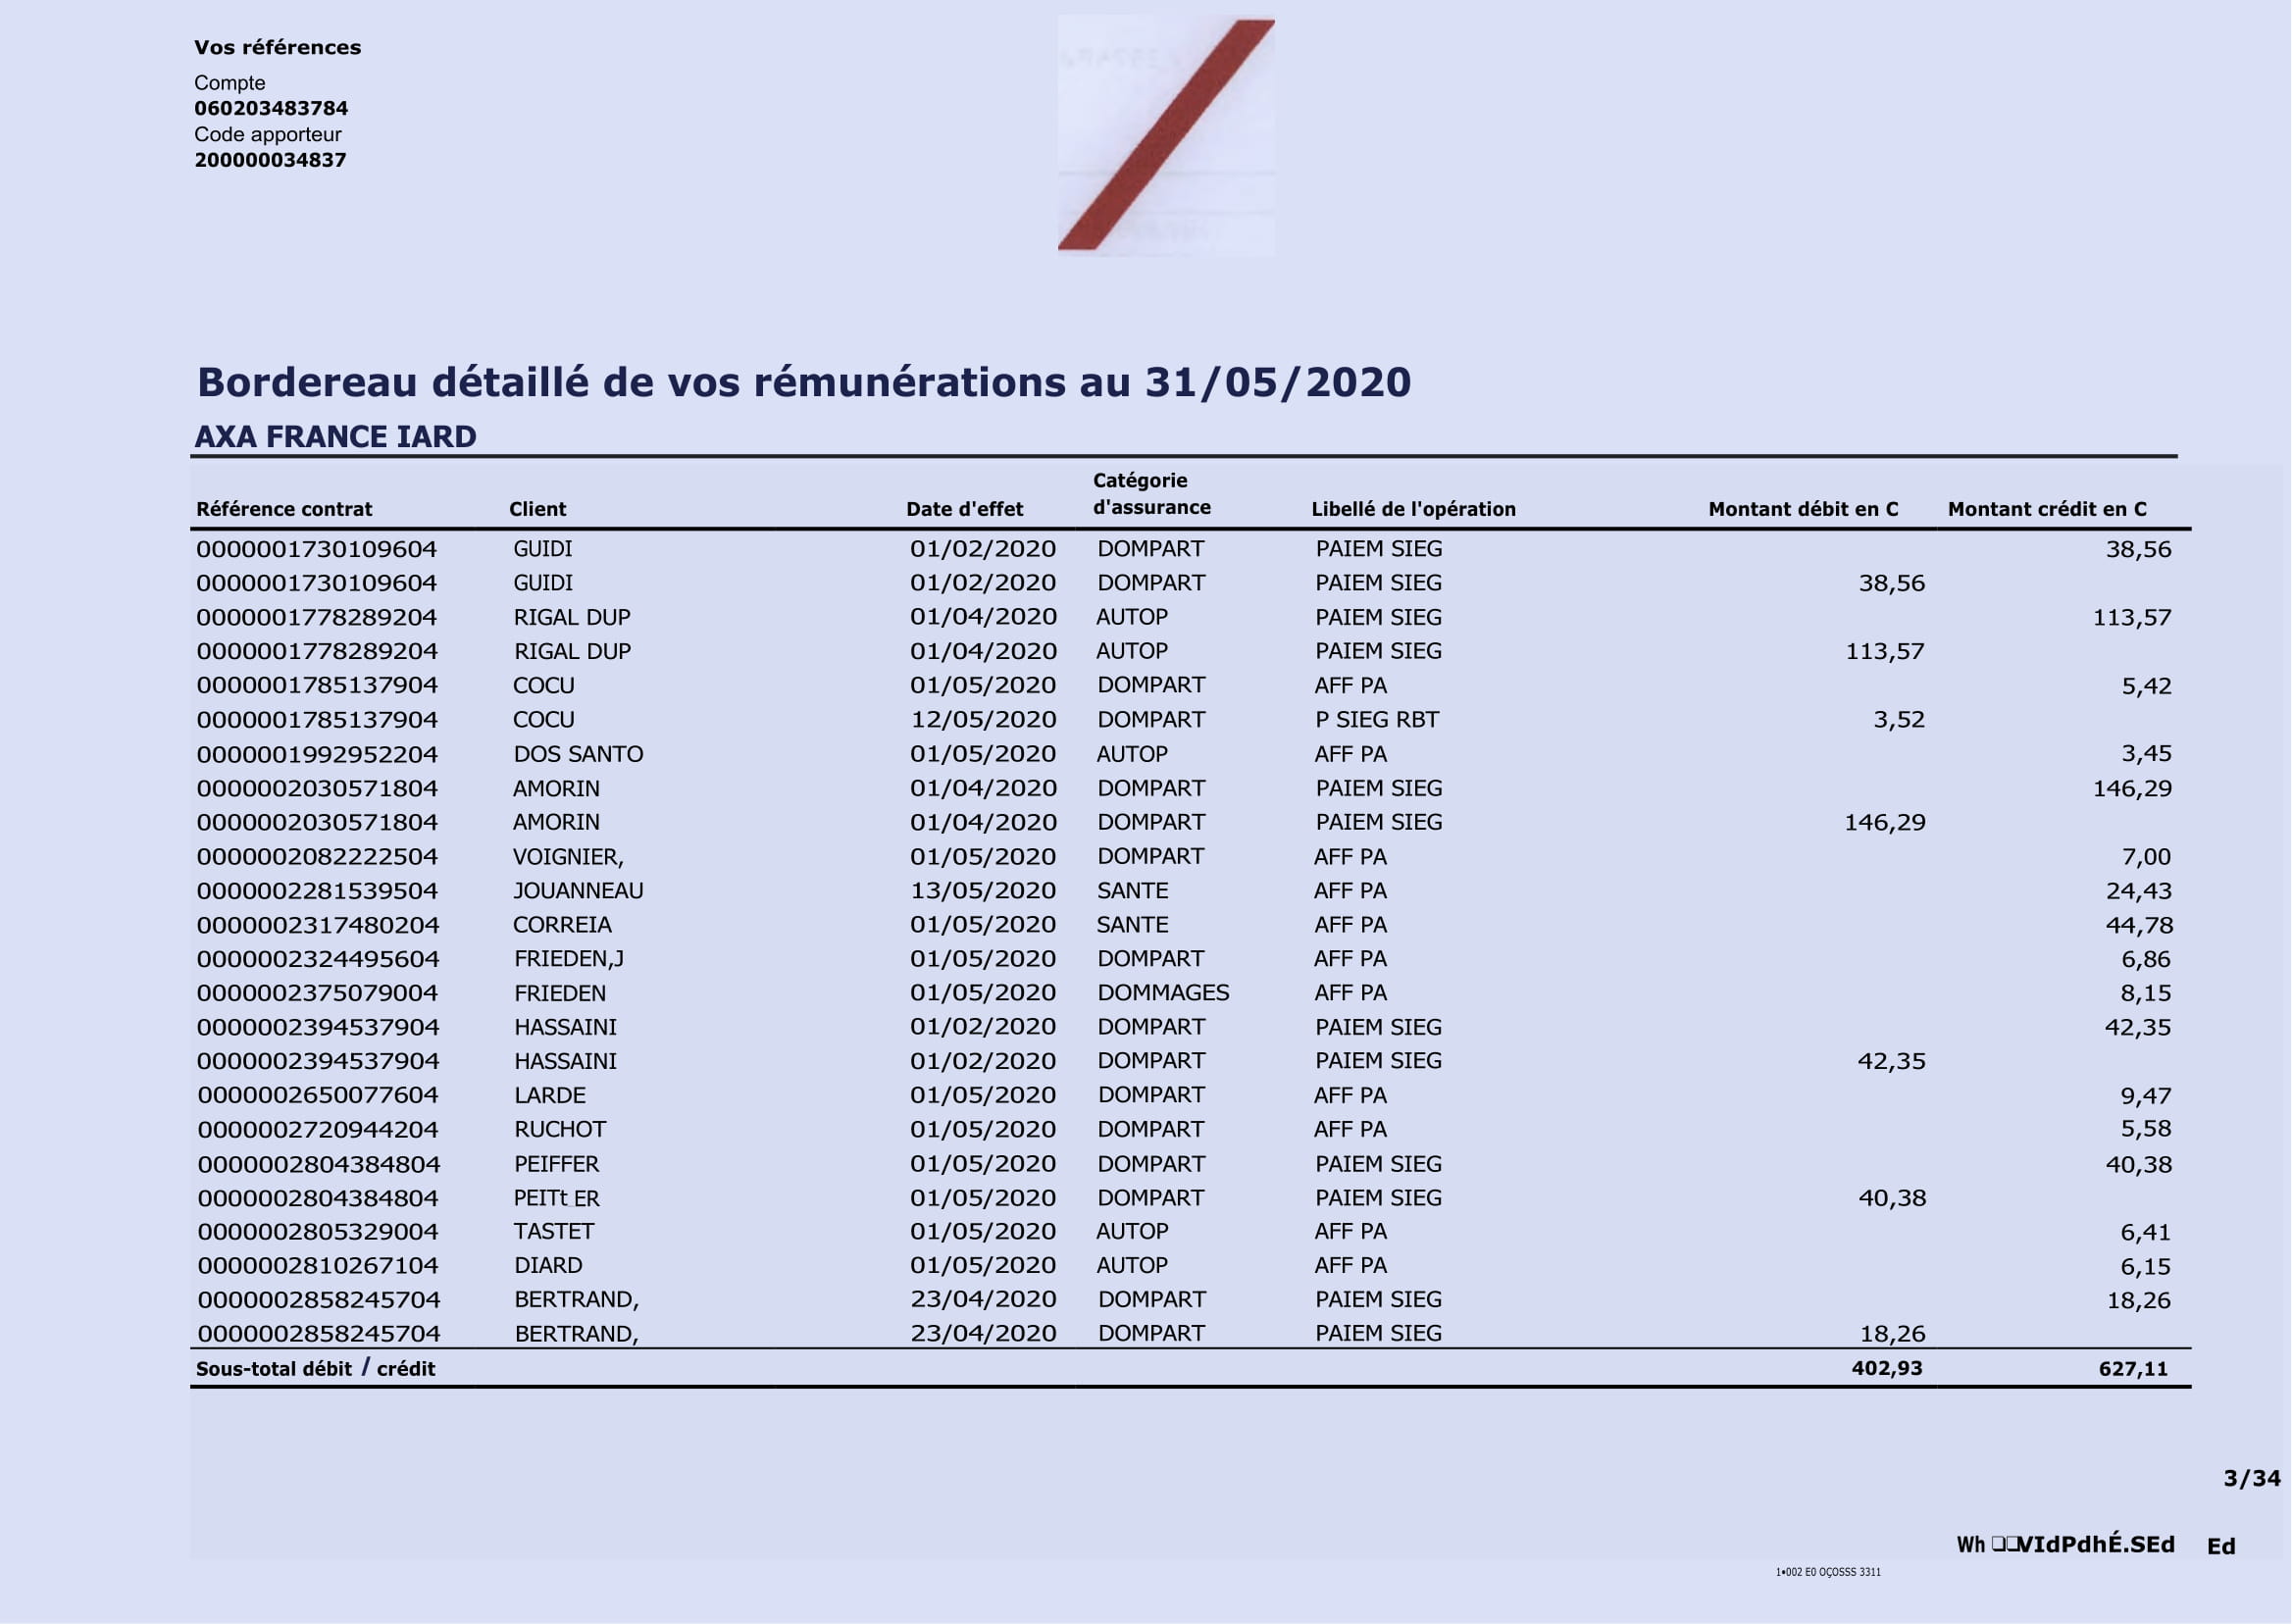 Vos références
Compte
060203483784
Code apporteur
200000034837
Bordereau détaillé de vos rémunérations au 31/05/2020
AXA FRANCE IARD
Référence contrat Client Date d'effet Catégorie d'assurance Libellé de l'opération Montant débit en C Montant crédit en C
0000001730109604 GUIDI 01/02/2020 DOMPART PAIEM SIEG 38,56
0000001730109604 GUIDI 01/02/2020 DOMPART PAIEM SIEG 38,56
0000001778289204 RIGAL DUP 01/04/2020 AUTOP PAIEM SIEG 113,57
0000001778289204 RIGAL DUP 01/04/2020 AUTOP PAIEM SIEG 113,57
0000001785137904 COCU 01/05/2020 DOMPART AFF PA 5,42
0000001785137904 COCU 12/05/2020 DOMPART P SIEG RBT 3,52
0000001992952204 DOS SANTO 01/05/2020 AUTOP AFF PA 3,45
0000002030571804 AMORIN 01/04/2020 DOMPART PAIEM SIEG 146,29
0000002030571804 AMORIN 01/04/2020 DOMPART PAIEM SIEG 146,29
0000002082222504 VOIGNIER, 01/05/2020 DOMPART AFF PA 7,00
0000002281539504 JOUANNEAU 13/05/2020 SANTE AFF PA 24,43
0000002317480204 CORREIA 01/05/2020 SANTE AFF PA 44,78
0000002324495604 FRIEDEN,J 01/05/2020 DOMPART AFF PA 6,86
0000002375079004 FRIEDEN 01/05/2020 DOMMAGES AFF PA 8,15
0000002394537904 HASSAINI 01/02/2020 DOMPART PAIEM SIEG 42,35
0000002394537904 HASSAINI 01/02/2020 DOMPART PAIEM SIEG 42,35
0000002650077604 LARDE 01/05/2020 DOMPART AFF PA 9,47
0000002720944204 RUCHOT 01/05/2020 DOMPART AFF PA 5,58
0000002804384804 PEIFFER 01/05/2020 DOMPART PAIEM SIEG 40,38
0000002804384804 PEITt ER 01/05/2020 DOMPART PAIEM SIEG 40,38
0000002805329004 TASTET 01/05/2020 AUTOP AFF PA 6,41
0000002810267104 DIARD 01/05/2020 AUTOP AFF PA 6,15
0000002858245704 BERTRAND, 23/04/2020 DOMPART PAIEM SIEG 18,26
0000002858245704 BERTRAND, 23/04/2020 DOMPART PAIEM SIEG 18,26
Sous-total débit / crédit 402,93 627,11
3/34
Wh ❑❑VIdPdhÉ.SEd Ed
1•002 E0 OÇOSSS 3311